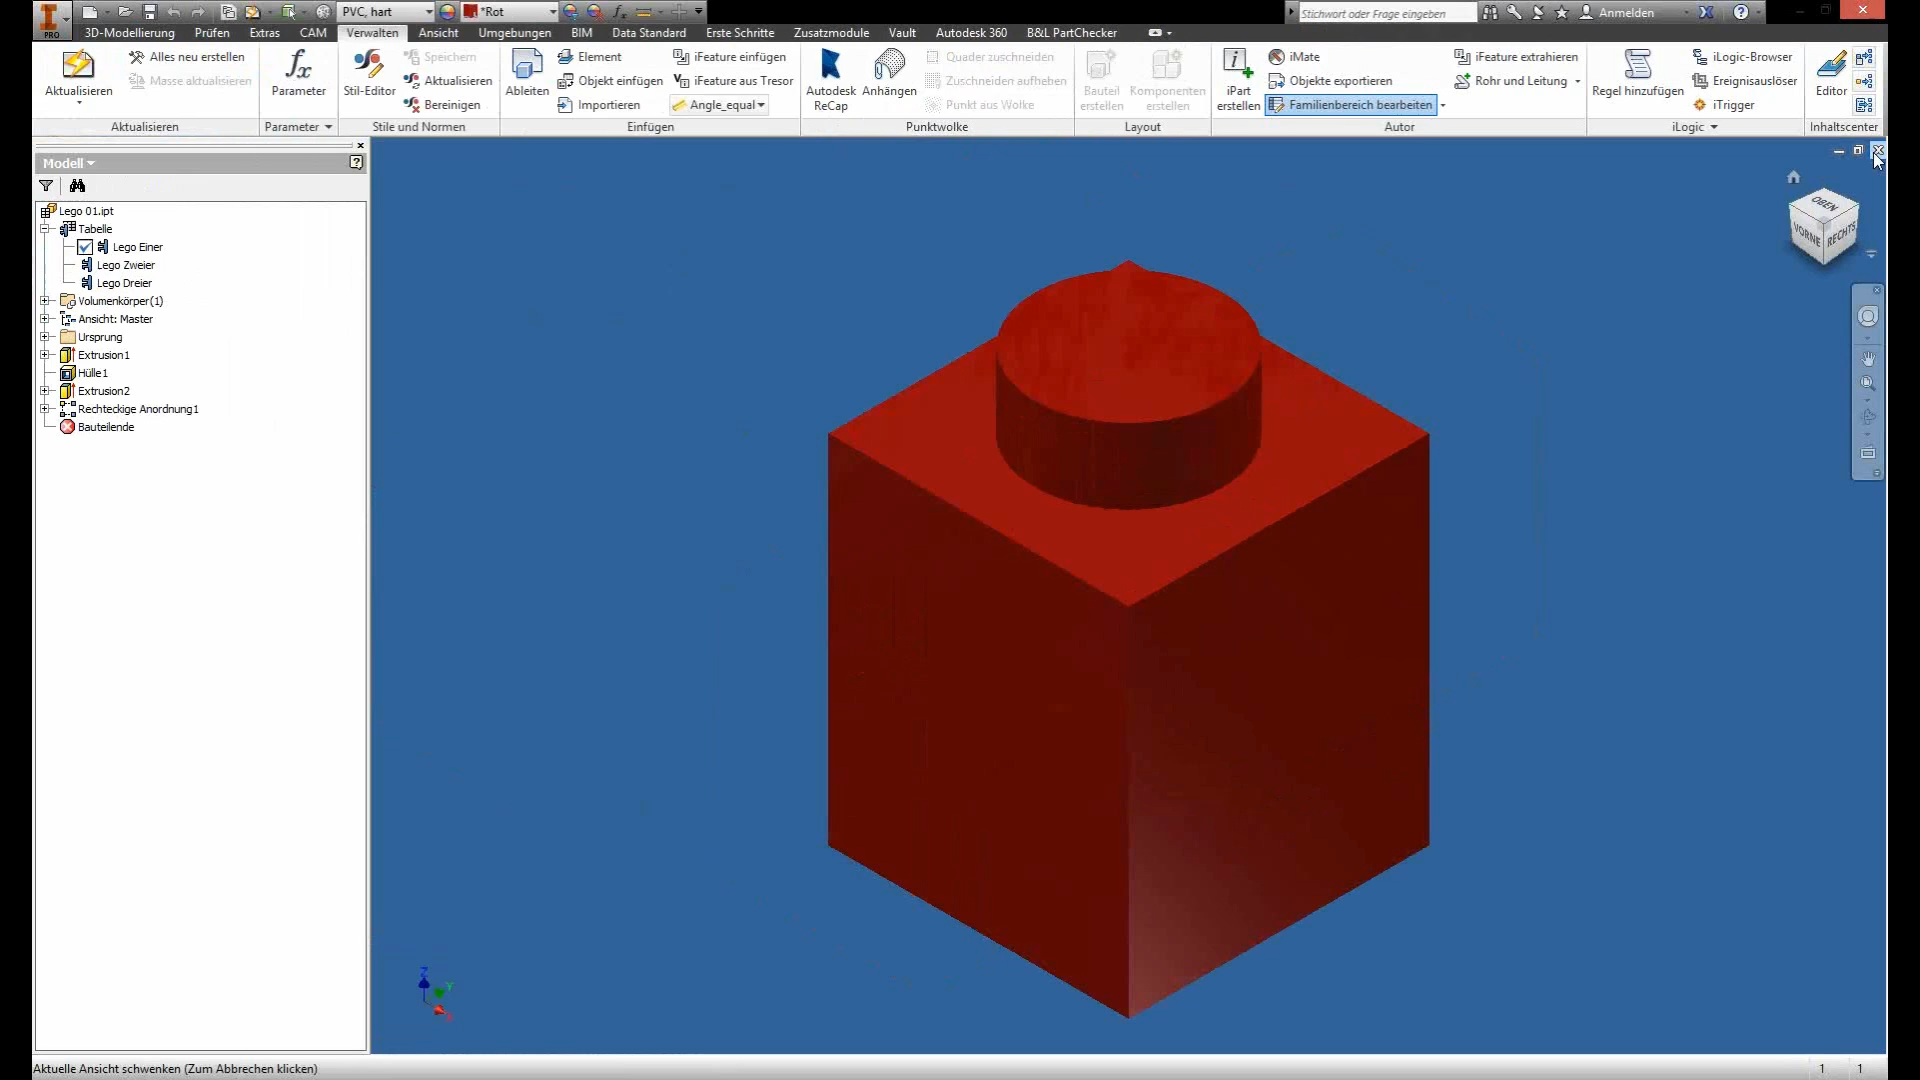 PRO
PVC, hart
*Rot
Stichwort oder Frage eingeben
Anmelden
3D-Modellierung
Prüfen
Extras
CAM
Verwalten
Ansicht
Umgebungen
BIM
Data Standard
Erste Schritte
Zusatzmodule
Vault
Autodesk 360
B&L PartChecker
Aktualisieren
Alles neu erstellen
Masse aktualisieren
Aktualisieren
fx
Parameter
Parameter
Stil-Editor
Speichern
Aktualisieren
Bereinigen
Stile und Normen
Ableiten
Element
Objekt einfügen
Importieren
iFeature einfügen
iFeature aus Tresor
Angle_equal
Einfügen
Autodesk
ReCap
Anhängen
Quader zuschneiden
Zuschneiden aufheben
Punkt aus Wolke
Punktwolke
Bauteil
erstellen
Komponenten
erstellen
Layout
iPart
erstellen
iMate
Objekte exportieren
Familienbereich bearbeiten
iFeature extrahieren
Rohr und Leitung
Autor
Regel hinzufügen
iLogic-Browser
Ereignisauslöser
iTrigger
iLogic
Editor
Inhaltscenter
Modell
Lego 01.ipt
Tabelle
Lego Einer
Lego Zweier
Lego Dreier
Volumenkörper(1)
Ansicht: Master
Ursprung
Extrusion1
Hülle1
Extrusion2
Rechteckige Anordnung1
Bauteilende
OBEN
VORNE
RECHTS
Z
Y
X
Aktuelle Ansicht schwenken (Zum Abbrechen klicken)
1
1